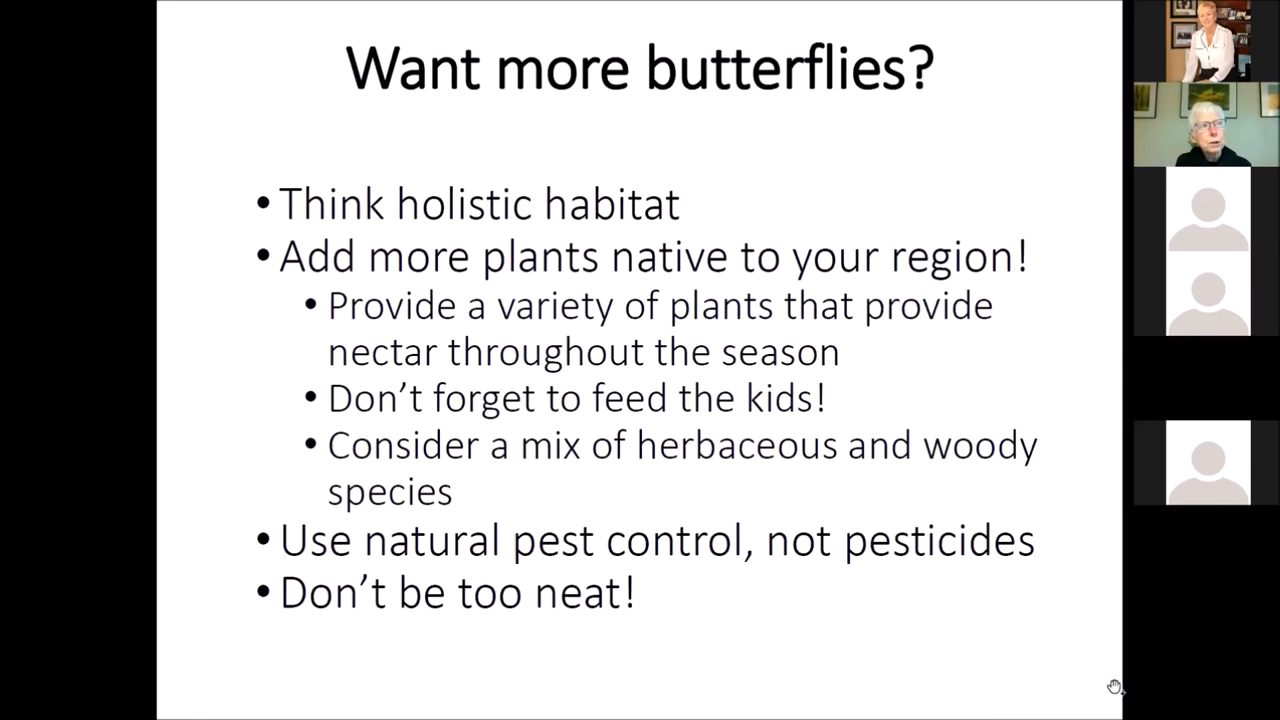 Want more butterflies?
• Think holistic habitat
• Add more plants native to your region!
• Provide a variety of plants that provide
nectar throughout the season
• Don’t forget to feed the kids!
• Consider a mix of herbaceous and woody
species
• Use natural pest control, not pesticides
• Don’t be too neat!